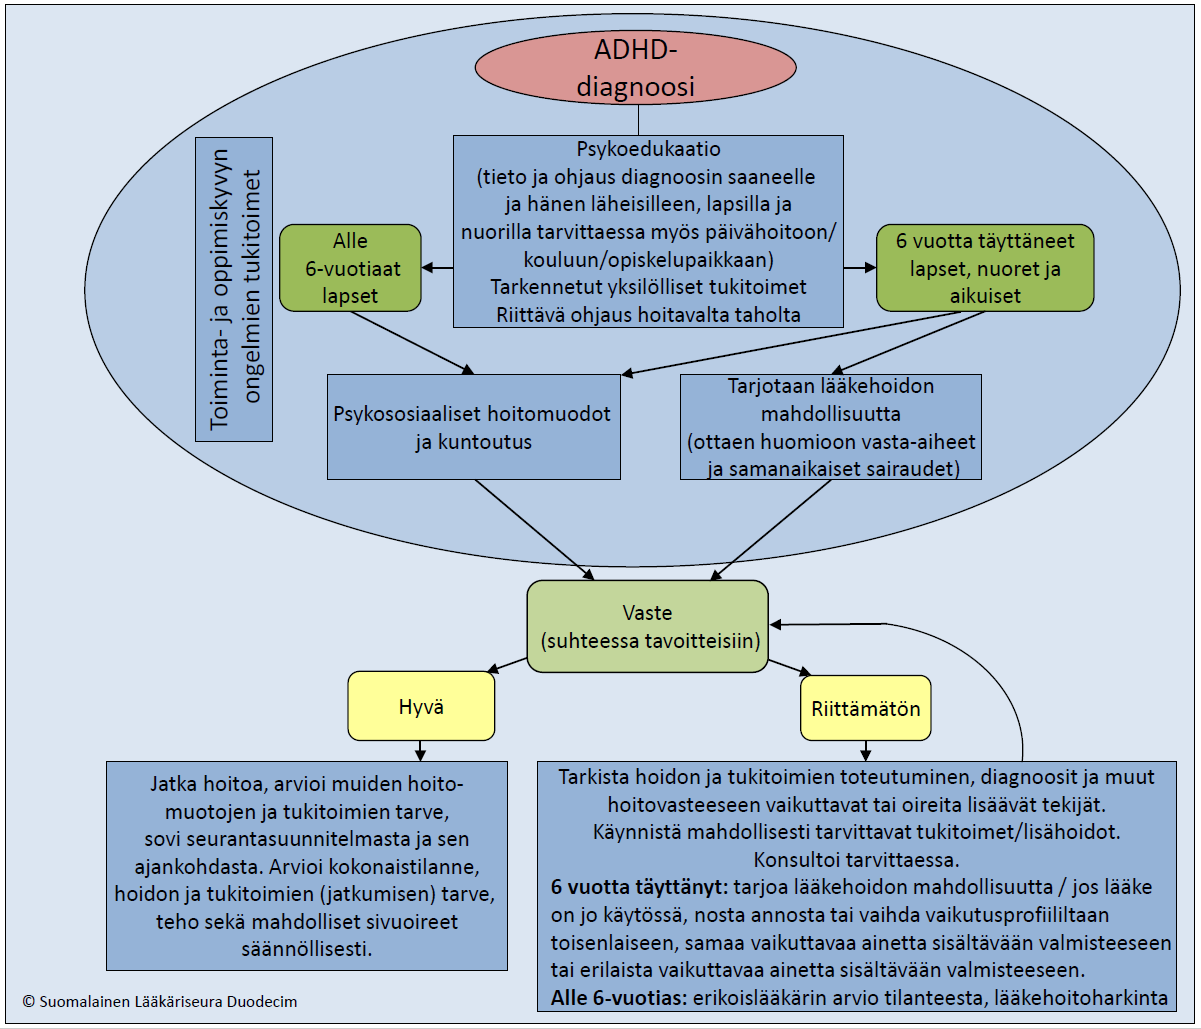 ADHD-
diagnoosi
Toiminta- ja oppimiskyvyn
ongelmien tukitoimet
Psykoedukaatio
(tieto ja ohjaus diagnoosin saaneelle
ja hänen läheisilleen, lapsilla ja
nuorilla tarvittaessa myös päivähoitoon/
kouluun/opiskelupaikkaan)
Tarkennetut yksilölliset tukitoimet
Riittävä ohjaus hoitavalta taholta
Alle
6-vuotiaat
lapset
6 vuotta täyttäneet
lapset, nuoret ja
aikuiset
Psykososiaaliset hoitomuodot
ja kuntoutus
Tarjotaan lääkehoidon
mahdollisuutta
(ottaen huomioon vasta-aiheet
ja samanaikaiset sairaudet)
Vaste
(suhteessa tavoitteisiin)
Hyvä
Riittämätön
Jatka hoitoa, arvioi muiden hoito-
muotojen ja tukitoimien tarve,
sovi seurantasuunnitelmasta ja sen
ajankohdasta. Arvioi kokonaistilanne,
hoidon ja tukitoimien (jatkumisen) tarve,
teho sekä mahdolliset sivuoireet
säännöllisesti.
Tarkista hoidon ja tukitoimien toteutuminen, diagnoosit ja muut
hoitovasteeseen vaikuttavat tai oireita lisäävät tekijät.
Käynnistä mahdollisesti tarvittavat tukitoimet/lisähoidot.
Konsultoi tarvittaessa.
6 vuotta täyttänyt: tarjoa lääkehoidon mahdollisuutta / jos lääke
on jo käytössä, nosta annosta tai vaihda vaikutusprofiililtaan
toisenlaiseen, samaa vaikuttavaa ainetta sisältävään valmisteeseen
tai erilaista vaikuttavaa ainetta sisältävään valmisteeseen.
Alle 6-vuotias: erikoislääkärin arvio tilanteesta, lääkehoitoharkinta
© Suomalainen Lääkäriseura Duodecim